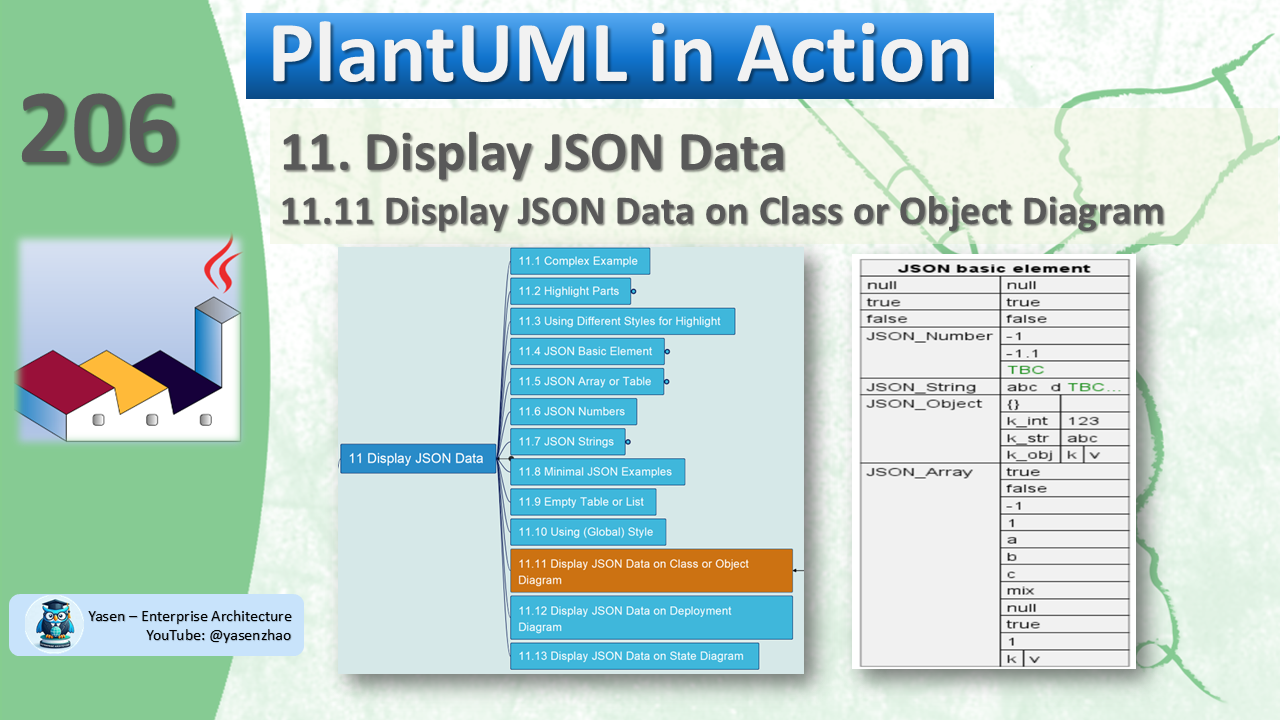 PlantUML in Action
206
11. Display JSON Data
11.11 Display JSON Data on Class or Object Diagram
11 Display JSON Data
11.1 Complex Example
11.2 Highlight Parts
11.3 Using Different Styles for Highlight
11.4 JSON Basic Element
11.5 JSON Array or Table
11.6 JSON Numbers
11.7 JSON Strings
11.8 Minimal JSON Examples
11.9 Empty Table or List
11.10 Using (Global) Style
11.11 Display JSON Data on Class or Object
Diagram
11.12 Display JSON Data on Deployment
Diagram
11.13 Display JSON Data on State Diagram
JSON basic element
null null
true true
false false
JSON_Number -1
-1.1
TBC
JSON_String abc d TBC...
JSON_Object {}
k_int 123
k_str abc
k_obj k v
JSON_Array true
false
-1
1
a
b
c
mix
null
true
1
k v
Yasen – Enterprise Architecture
YouTube: @yasenzhao